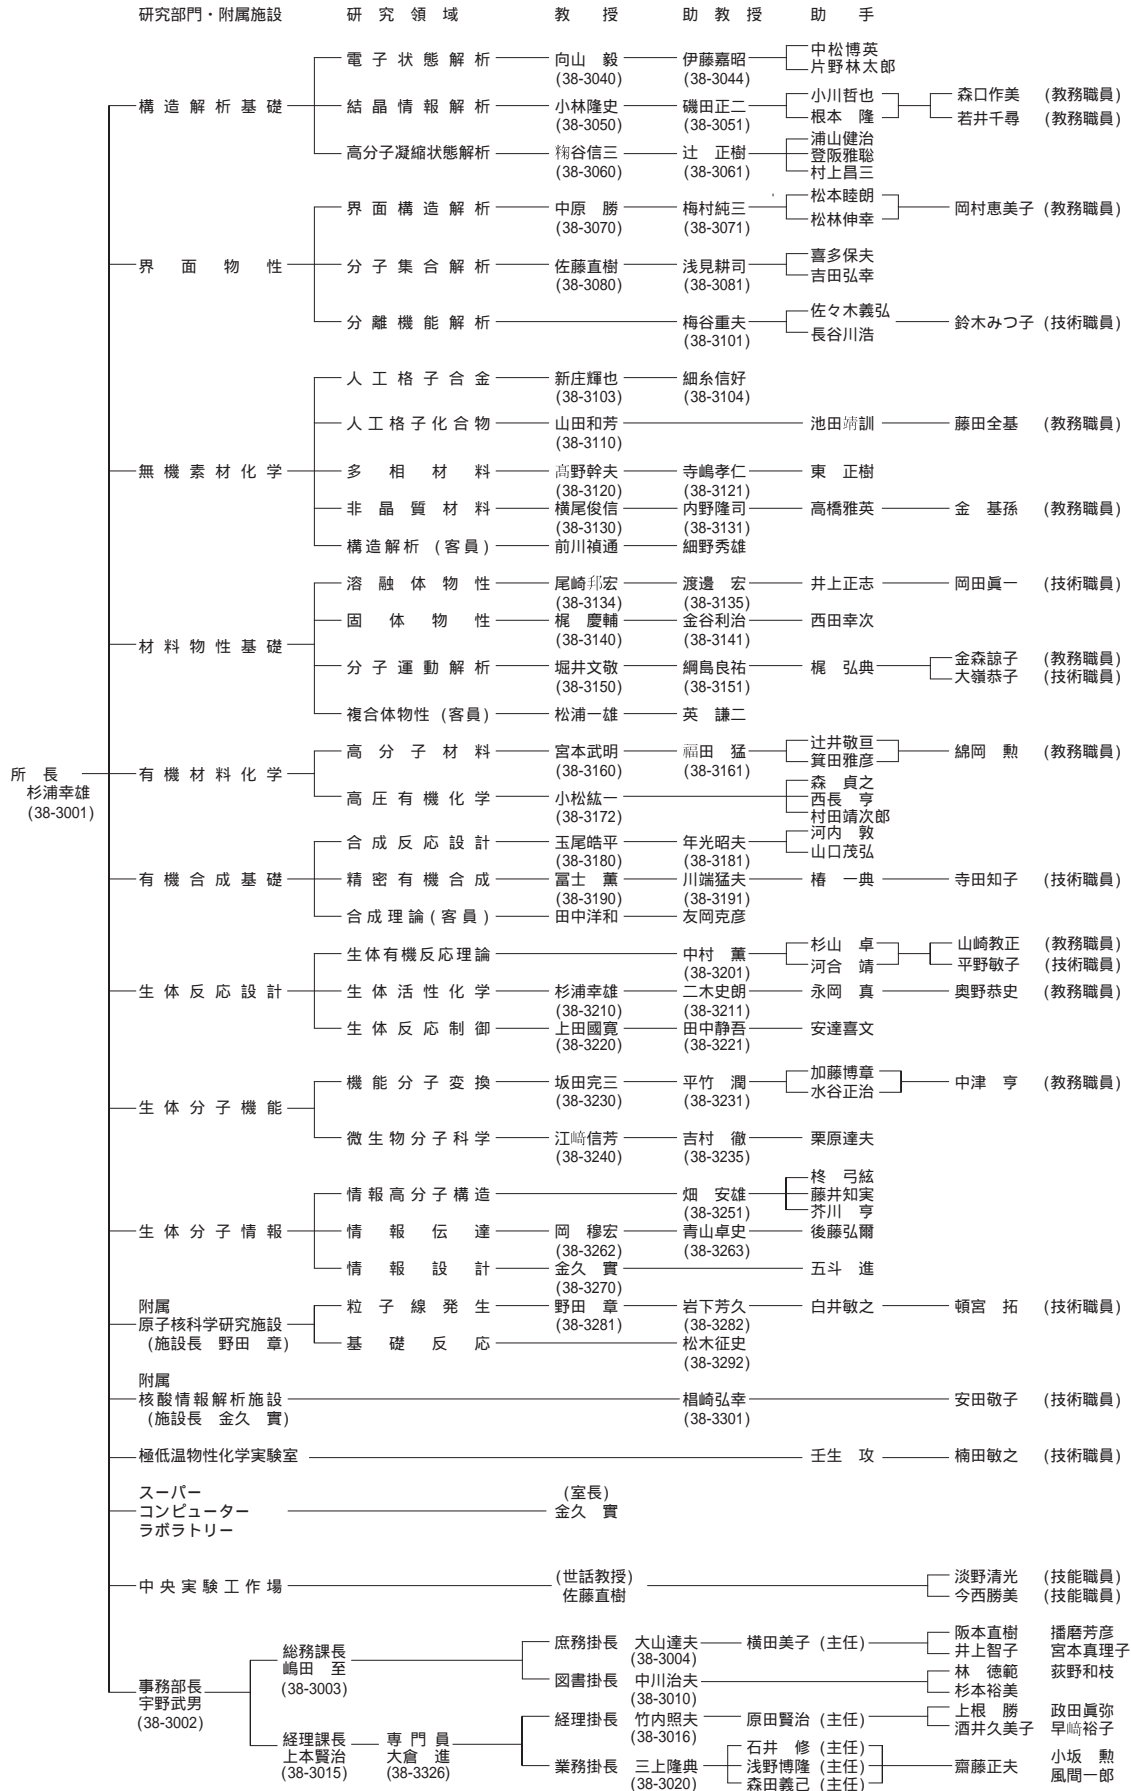 研究部門・附属施設　研究領域　教　授　助教授　助　手
電子状態解析　向山　毅　伊藤嘉昭　中松博英
(38-3040)　(38-3044)　片野林太郎
構造解析基礎　結晶情報解析　小林隆史　磯田正二　小川哲也　森口作美　(教務職員)
(38-3050)　(38-3051)　根本　隆　若井千尋　(教務職員)
高分子凝縮状態解析　梶谷信三　辻　正樹　浦山健治
(38-3060)　(38-3061)　登阪雅聡
村上昌三
界面構造解析　中原　勝　梅村純三　松本睦朗　岡村恵美子 (教務職員)
(38-3070)　(38-3071)　松林伸幸
界面物性　分子集合解析　佐藤直樹　浅見耕司　喜多保夫
(38-3080)　(38-3081)　吉田弘幸
分離機能解析　梅谷重夫　佐々木義弘　鈴木みつ子 (技術職員)
(38-3101)　長谷川浩
人工格子合金　新庄輝也　細糸信好
(38-3103)　(38-3104)
人工格子化合物　山田和芳　池田靖訓　藤田全基　(教務職員)
(38-3110)
無機素材化学　多相材料　髙野幹夫　寺嶋孝仁　東　正樹
(38-3120)　(38-3121)
非晶質材料　横尾俊信　内野隆司　高橋雅英　金　基孫　(教務職員)
(38-3130)　(38-3131)
構造解析 (客員)　前川禎通　細野秀雄
溶融体物性　尾崎邦宏　渡邊　宏　井上正志　岡田眞一　(技術職員)
(38-3134)　(38-3135)
固体物性　梶　慶輔　金谷利治　西田幸次
(38-3140)　(38-3141)
材料物性基礎　分子運動解析　堀井文敬　綱島良祐　梶　弘典　金森諒子　(教務職員)
(38-3150)　(38-3151)　大嶺恭子　(技術職員)
複合体物性 (客員)　松浦一雄　英　謙二
高分子材料　宮本武明　福田　猛　辻井敬亘　綿岡　勲　(教務職員)
(38-3160)　(38-3161)　箕田雅彦
所　長　有機材料化学
杉浦幸雄
(38-3001)
高圧有機化学　小松紘一　森　貞之
(38-3172)　西長　亨
村田靖次郎
合成反応設計　玉尾皓平　年光昭夫　河内　敦
(38-3180)　(38-3181)　山口茂弘
有機合成基礎　精密有機合成　冨士　薫　川端猛夫　椿　一典　寺田知子　(技術職員)
(38-3190)　(38-3191)
合成理論(客員)　田中洋和　友岡克彦
生体有機反応理論　中村　薫　杉山　卓　山崎教正　(教務職員)
(38-3201)　河合　靖　平野敏子　(技術職員)
生体反応設計　生体活性化学　杉浦幸雄　二木史朗　永岡　真　奥野恭史　(教務職員)
(38-3210)　(38-3211)
生体反応制御　上田國寛　田中静吾　安達喜文
(38-3220)　(38-3221)
機能分子変換　坂田完三　平竹　潤　加藤博章　中津　亨　(教務職員)
(38-3230)　(38-3231)　水谷正治
生体分子機能
微生物分子科学　江﨑信芳　吉村　徹　栗原達夫
(38-3240)　(38-3235)
情報高分子構造　畑　安雄　柊　弓絃
(38-3251)　藤井知実
芥川　亨
生体分子情報　情報伝達　岡　穆宏　青山卓史　後藤弘爾
(38-3262)　(38-3263)
情報設計　金久　實　五斗　進
(38-3270)
附属　粒子線発生　野田　章　岩下芳久　白井敏之　頓宮　拓　(技術職員)
原子核科学研究施設　(38-3281)　(38-3282)
(施設長　野田　章)　基礎反応　松木征史
(38-3292)
附属
核酸情報解析施設　椙崎弘幸　安田敬子　(技術職員)
(施設長　金久　實)　(38-3301)
極低温物性化学実験室　壬生　攻　楠田敏之　(技術職員)
スーパー　(室長)
コンピューター　金久　實
ラボラトリー
中央実験工作場　(世話教授)　淡野清光　(技能職員)
佐藤直樹　今西勝美　(技能職員)
総務課長　庶務掛長　大山達夫　横田美子 (主任)　阪本直樹　播磨芳彦
嶋田　至　(38-3004)　井上智子　宮本真理子
(38-3003)　図書掛長　中川治夫　林　徳範　荻野和枝
(38-3010)　杉本裕美
事務部長
宇野武男
(38-3002)
経理掛長　竹内照夫　原田賢治 (主任)　上根　勝　政田眞弥
(38-3016)　酒井久美子　早﨑裕子
経理課長　専門員
上本賢治　大倉　進
(38-3015)　(38-3326)
業務掛長　三上隆典　石井　修 (主任)　齋藤正夫　小坂　勲
(38-3020)　浅野博隆 (主任)　風間一郎
森田義己 (主任)